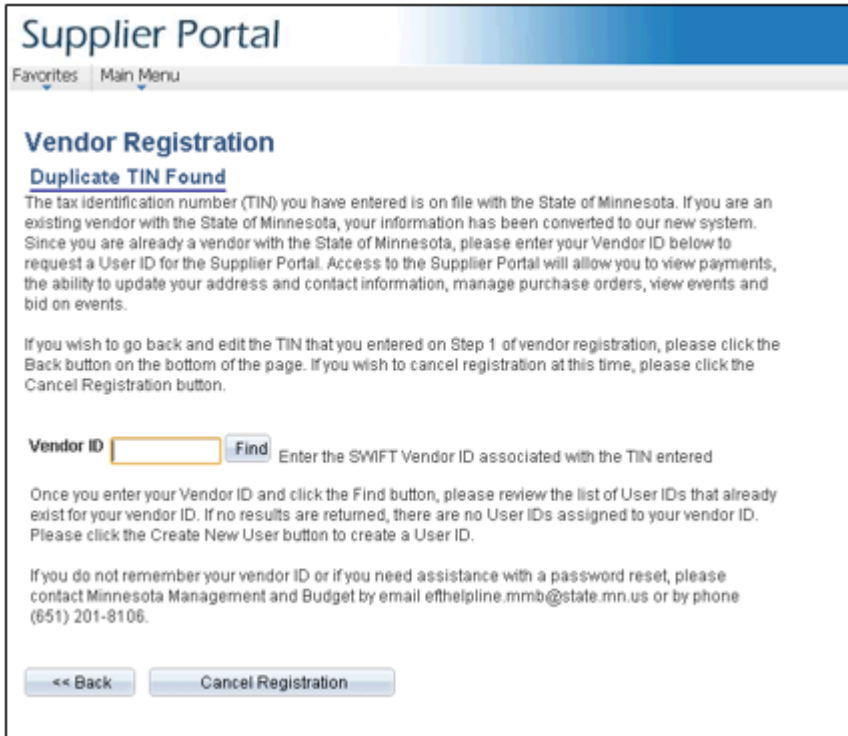 Supplier Portal
Favorites Main Menu
Vendor Registration
Duplicate TIN Found
The tax identification number (TIN) you have entered is on file with the State of Minnesota. If you are an
existing vendor with the State of Minnesota, your information has been converted to our new system.
Since you are already a vendor with the State of Minnesota, please enter your Vendor ID below to
request a User ID for the Supplier Portal. Access to the Supplier Portal will allow you to view payments,
the ability to update your address and contact information, manage purchase orders, view events and
bid on events.
If you wish to go back and edit the TIN that you entered on Step 1 of vendor registration, please click the
Back button on the bottom of the page. If you wish to cancel registration at this time, please click the
Cancel Registration button.
Vendor ID Find Enter the SWIFT Vendor ID associated with the TIN entered
Once you enter your Vendor ID and click the Find button, please review the list of User IDs that already
exist for your vendor ID. If no results are returned, there are no User IDs assigned to your vendor ID.
Please click the Create New User button to create a User ID.
If you do not remember your vendor ID or if you need assistance with a password reset, please
contact Minnesota Management and Budget by email efthelpline.mmb@state.mn.us or by phone
(651) 201-8106.
<< Back Cancel Registration